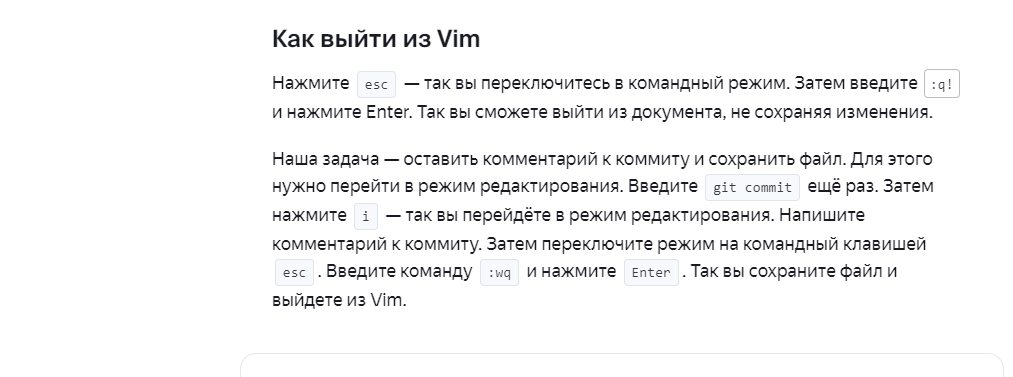 Как выйти из Vim
Нажмите esc — так вы переключитесь в командный режим. Затем введите :q!
и нажмите Enter. Так вы сможете выйти из документа, не сохраняя изменения.
Наша задача — оставить комментарий к коммиту и сохранить файл. Для этого
нужно перейти в режим редактирования. Введите git commit ещё раз. Затем
нажмите i — так вы перейдёте в режим редактирования. Напишите
комментарий к коммиту. Затем переключите режим на командный клавишей
esc . Введите команду :wq и нажмите Enter . Так вы сохраните файл и
выйдете из Vim.